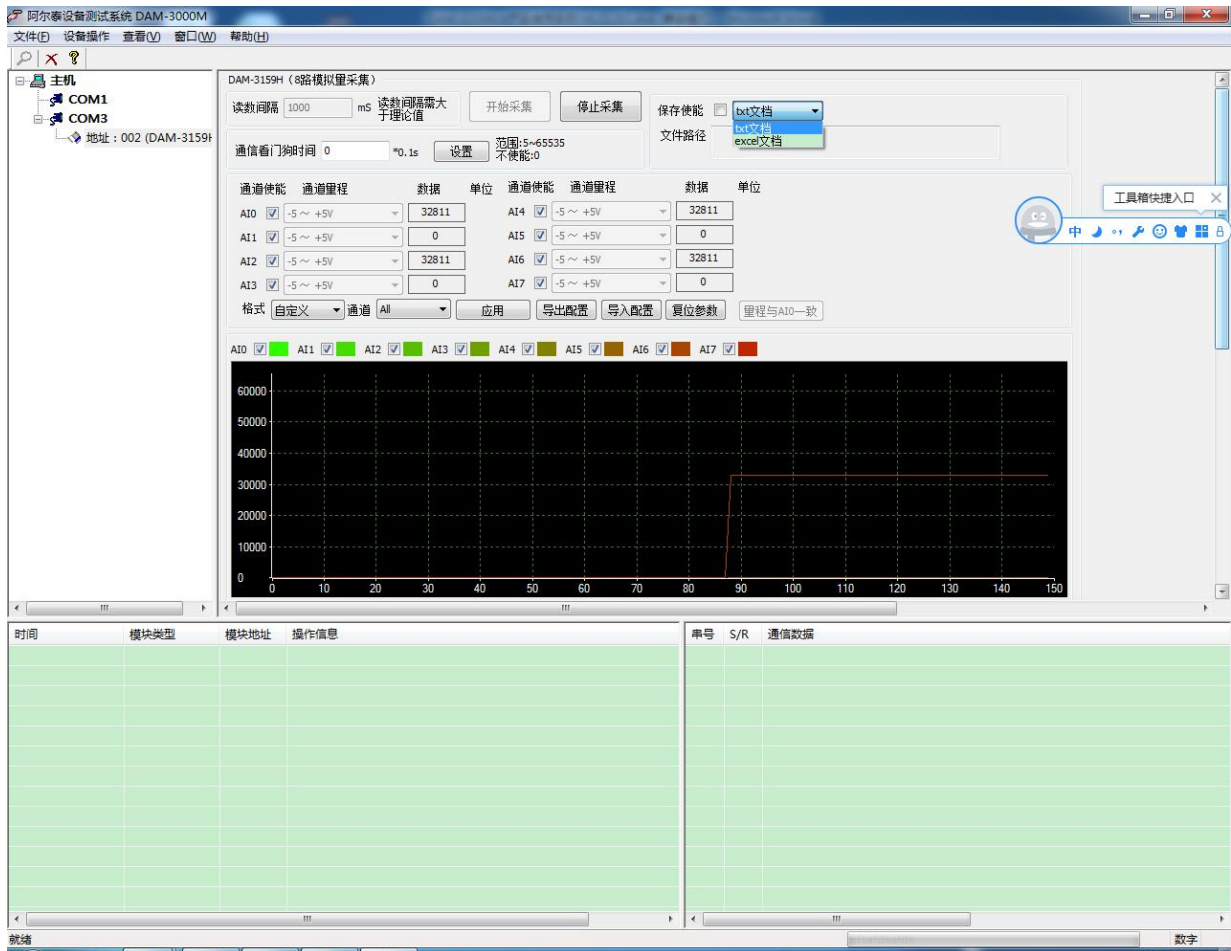 阿尔泰设备测试系统 DAM-3000M
文件(F) 设备操作 查看(V) 窗口(W) 帮助(H)
主机
COM1
COM3
地址：002 (DAM-3159H
DAM-3159H（8路模拟量采集）
读数间隔 1000 mS 读数间隔需大于理论值 开始采集 停止采集
保存使能 txt文档
txt文档
excel文档
文件路径
通信看门狗时间 0 *0.1s 设置 范围:5~65535 不使能:0
通道使能 通道里程 数据 单位 通道使能 通道里程 数据 单位
AI0 -5～ +5V 32811 AI4 -5～ +5V 32811
AI1 -5～ +5V 0 AI5 -5～ +5V 0
AI2 -5～ +5V 32811 AI6 -5～ +5V 32811
AI3 -5～ +5V 0 AI7 -5～ +5V 0
格式 自定义 通道 All 应用 导出配置 导入配置 复位参数 里程与AI0一致
工具箱快捷入口
中
AI0 AI1 AI2 AI3 AI4 AI5 AI6 AI7
60000
50000
40000
30000
20000
10000
0
0 10 20 30 40 50 60 70 80 90 100 110 120 130 140 150
时间 模块类型 模块地址 操作信息 串号 S/R 通信数据
就绪 数字